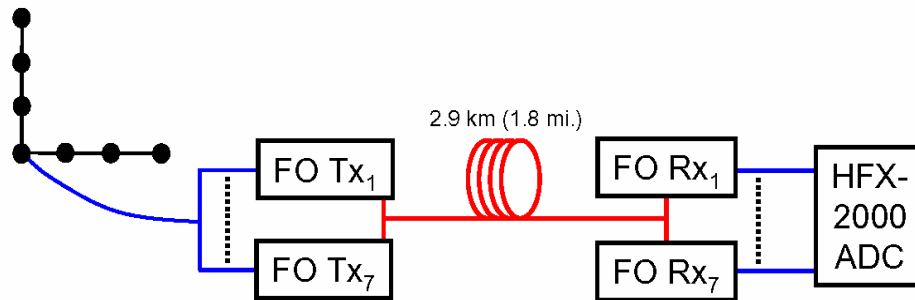 2.9 km (1.8 mi.)
FO Tx₁
FO Rx₁
FO Tx₇
FO Rx₇
HFX-
2000
ADC